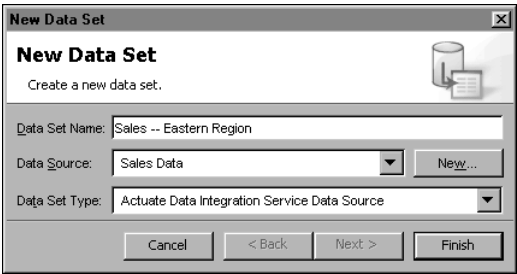 New Data Set
New Data Set
Create a new data set.
Data Set Name: Sales -- Eastern Region
Data Source: Sales Data New...
Data Set Type: Actuate Data Integration Service Data Source
Cancel < Back Next > Finish